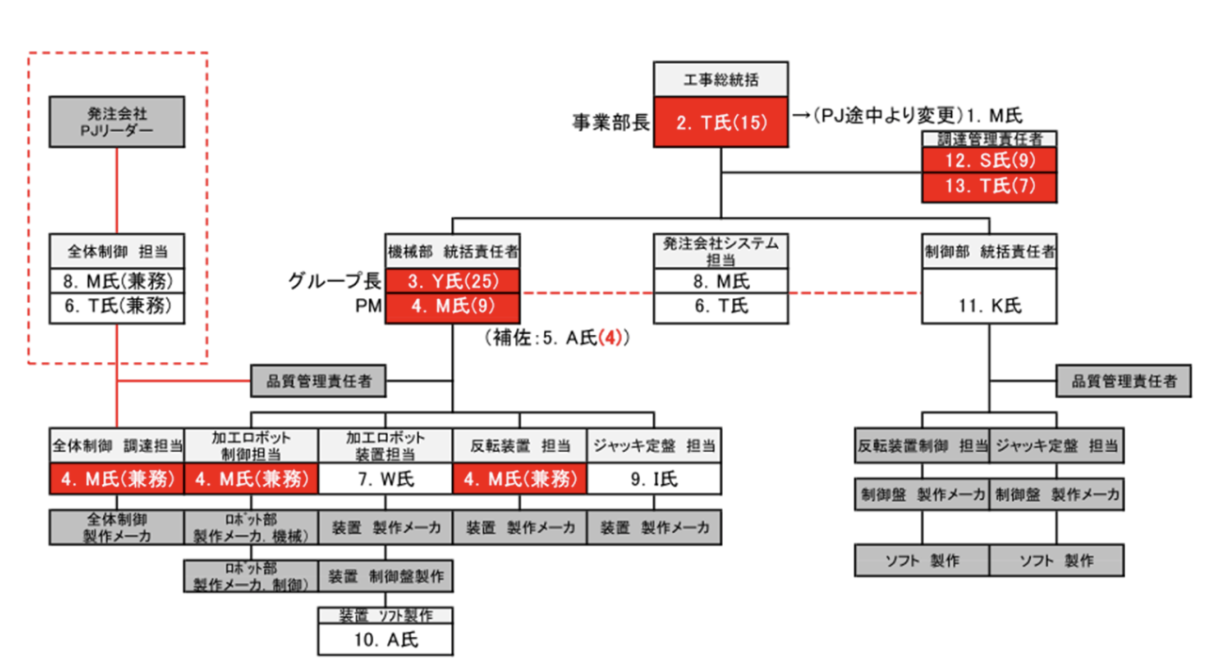 工事総統括
事業部長
2. T氏(15)
→(PJ途中より変更)1. M氏
調達管理責任者
12. S氏(9)
13. T氏(7)
発注会社
PJリーダー
全体制御 担当
8. M氏(兼務)
6. T氏(兼務)
機械部 統括責任者
グループ長
3. Y氏(25)
PM
4. M氏(9)
(補佐:5. A氏(4))
発注会社システム
担当
8. M氏
6. T氏
制御部 統括責任者
11. K氏
品質管理責任者
品質管理責任者
全体制御 調達担当
4. M氏(兼務)
加工ロボット
制御担当
4. M氏(兼務)
加工ロボット
装置担当
7. W氏
反転装置 担当
4. M氏(兼務)
ジャッキ定盤 担当
9. I氏
反転装置制御 担当
ジャッキ定盤 担当
全体制御
製作メーカ
ロボット部
製作メーカ. 機械)
装置 製作メーカ
装置 製作メーカ
装置 製作メーカ
制御盤 製作メーカ
制御盤 製作メーカ
ロボット部
製作メーカ. 制御)
装置 制御盤製作
ソフト 製作
ソフト 製作
装置 ソフト製作
10. A氏